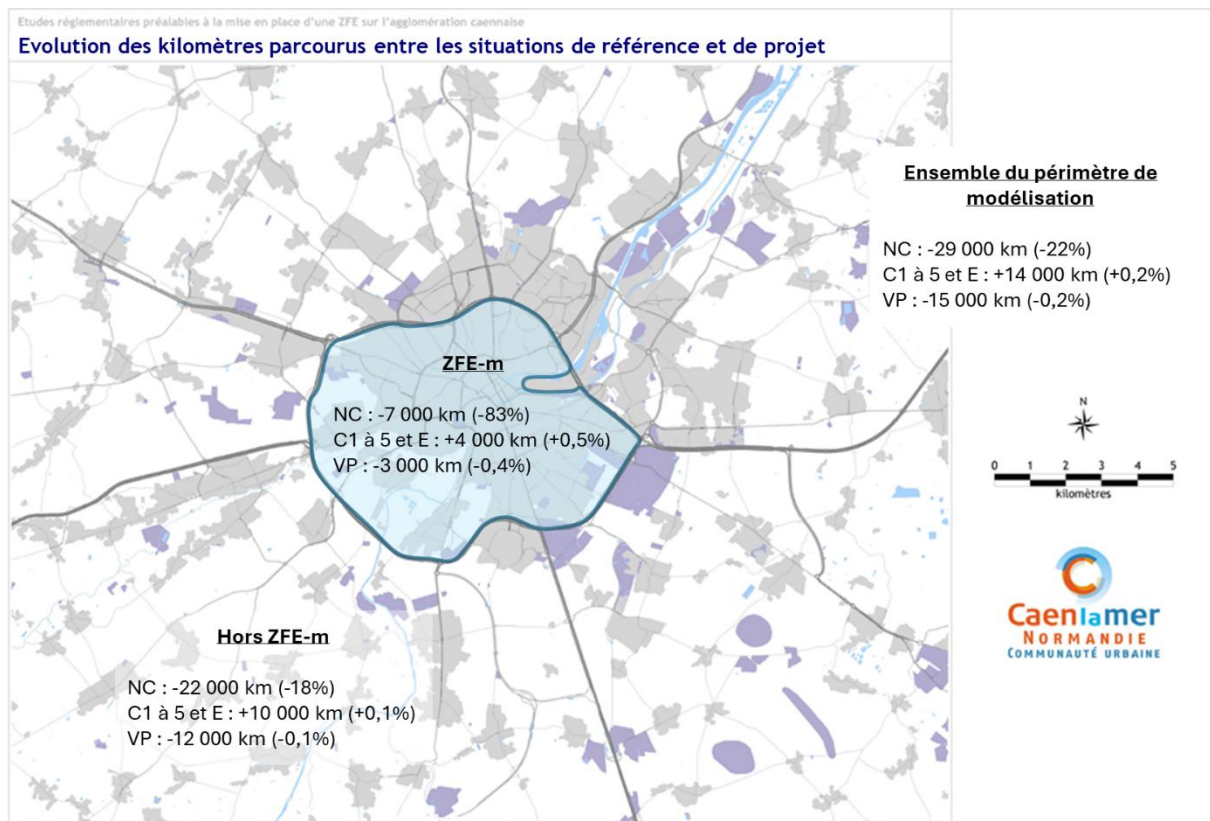 Etudes réglementaires préalables à la mise en place d'une ZFE sur l'agglomération caennaise
Evolution des kilomètres parcourus entre les situations de référence et de projet
Ensemble du périmètre de
modélisation
NC : -29 000 km (-22%)
C1 à 5 et E : +14 000 km (+0,2%)
VP : -15 000 km (-0,2%)
ZFE-m
NC : -7 000 km (-83%)
C1 à 5 et E : +4 000 km (+0,5%)
VP : -3 000 km (-0,4%)
N
0 1 2 3 4 5
kilomètres
Hors ZFE-m
NC : -22 000 km (-18%)
C1 à 5 et E : +10 000 km (+0,1%)
VP : -12 000 km (-0,1%)
Caenlamer
NORMANDIE
COMMUNAUTÉ URBAINE